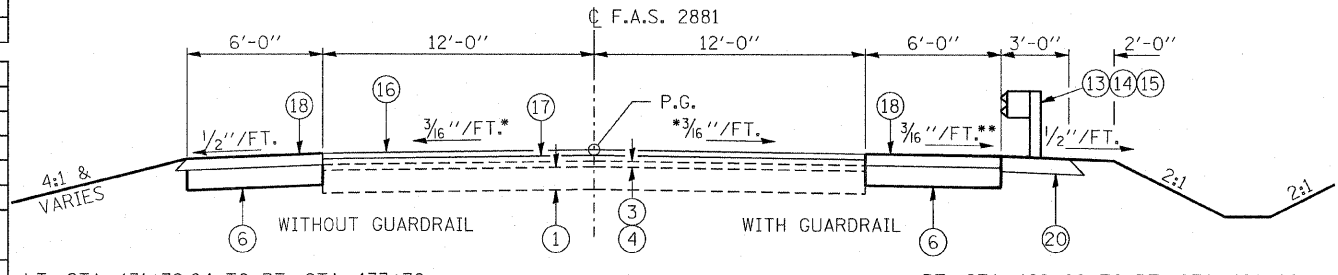 ℄ F.A.S. 2881
6'-0" 12'-0" 12'-0" 6'-0" 3'-0" 2'-0"
18 16 17 P.G. 18 13 14 15
1/2"/FT. 3/16"/FT.* *3/16"/FT. 3/16"/FT.** 1/2"/FT.
4:1 & VARIES
2:1 2:1
6 WITHOUT GUARDRAIL 1 3 4 WITH GUARDRAIL 6 20